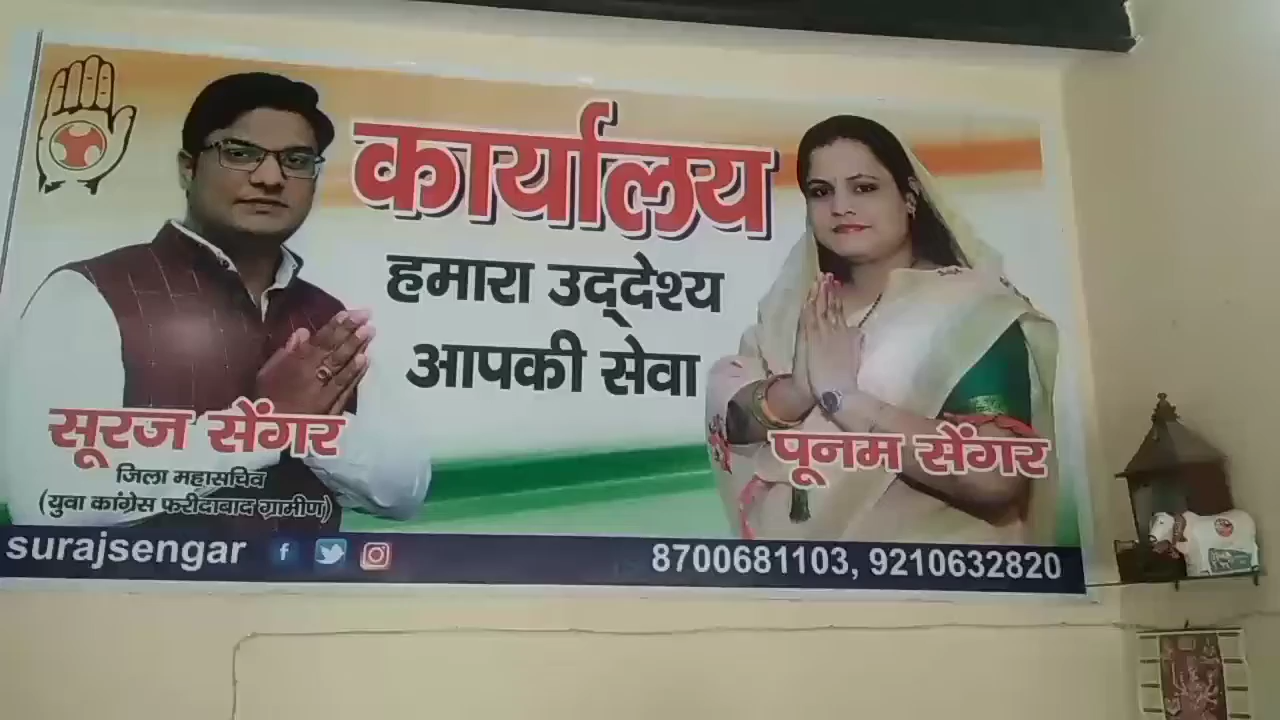 कार्यालय
हमारा उद्देश्य
आपकी सेवा
सूरज सेंगर
जिला महासचिव
(युवा कांग्रेस फरीदाबाद ग्रामीण)
पूनम सेंगर
surajsengar
8700681103, 9210632820